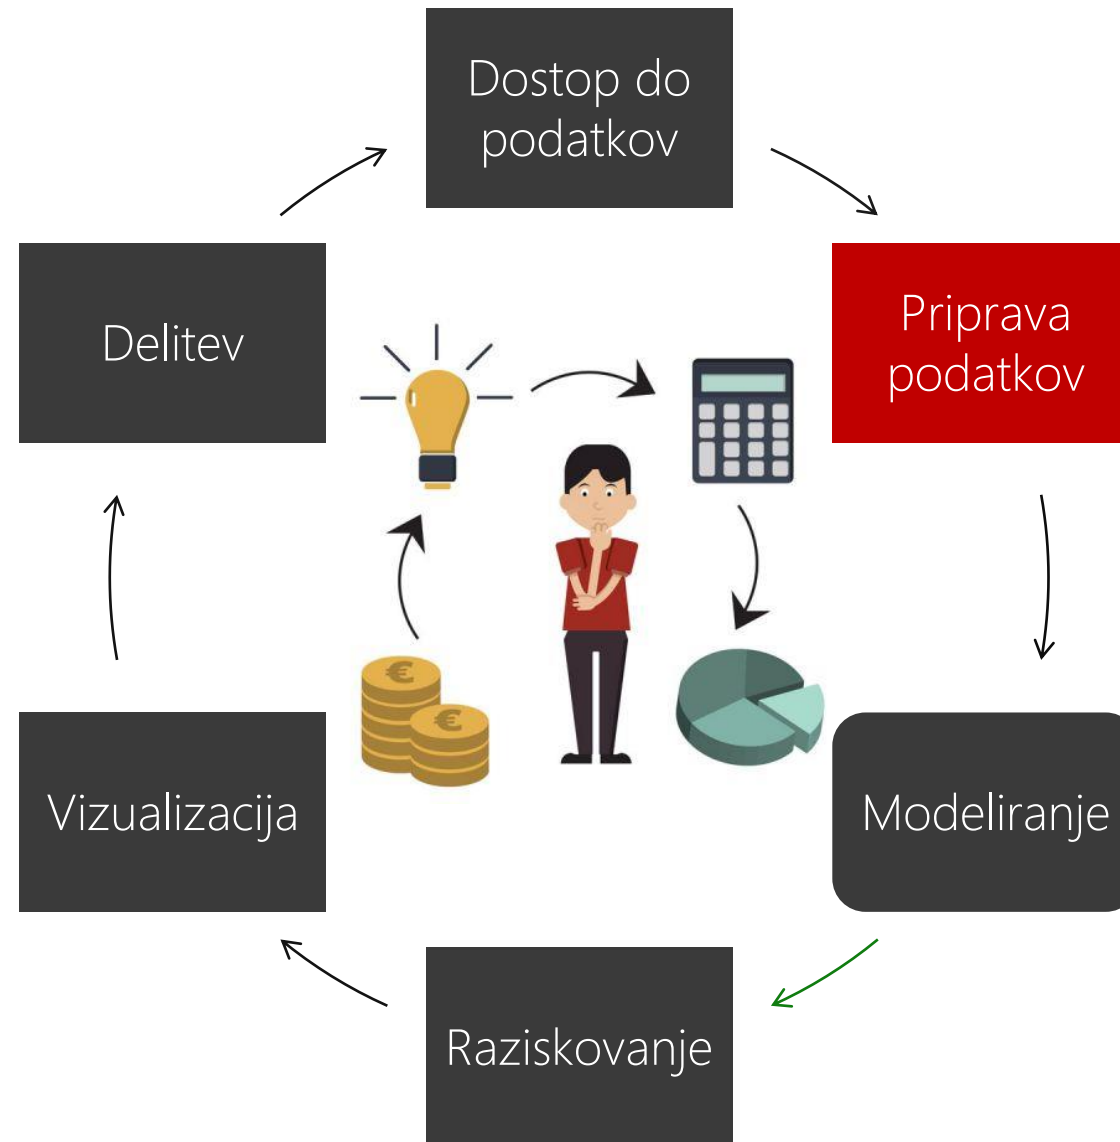 Dostop do
podatkov
Priprava
podatkov
Modeliranje
Raziskovanje
Vizualizacija
Delitev
€
€